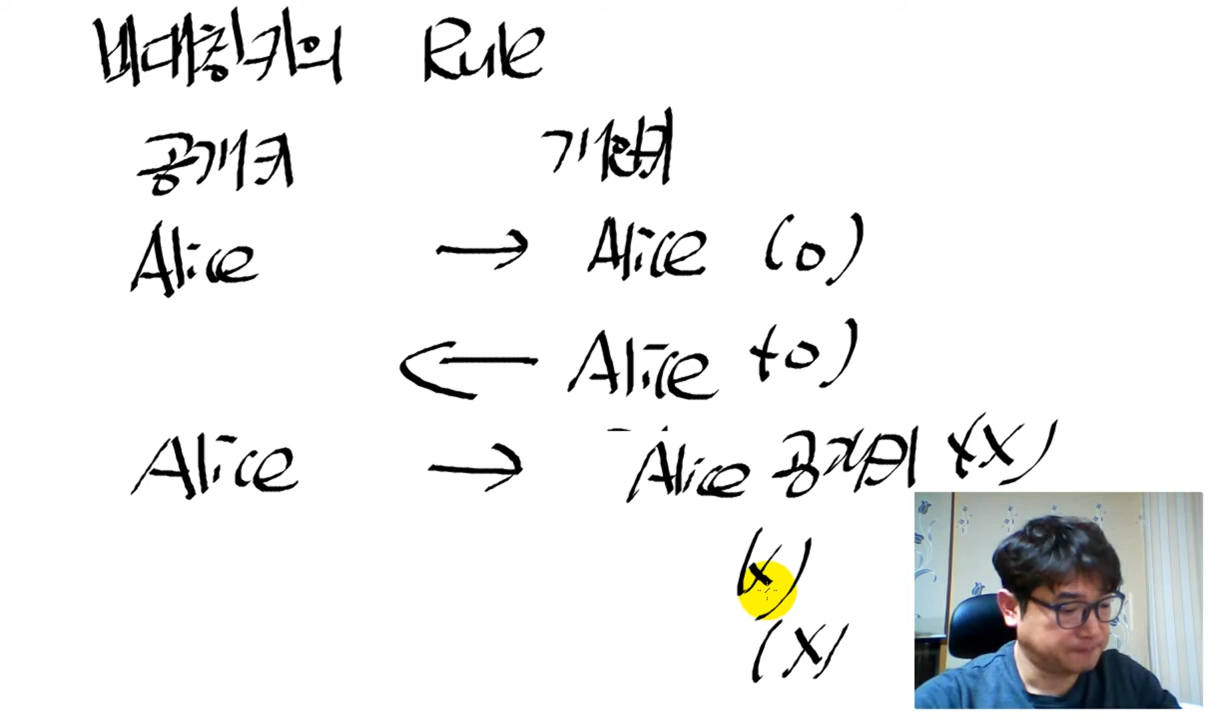 비대칭키의 Rule
공개키 개인키
Alice → Alice (o)
← Alice (o)
Alice → Alice 공개키 (X)
(x)
(X)